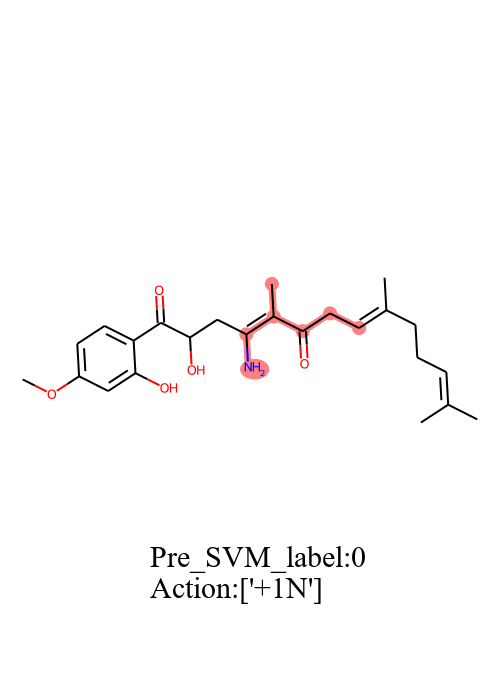 O
O
OH
OH
O
NH2
Pre_SVM_label:0
Action:['+1N']